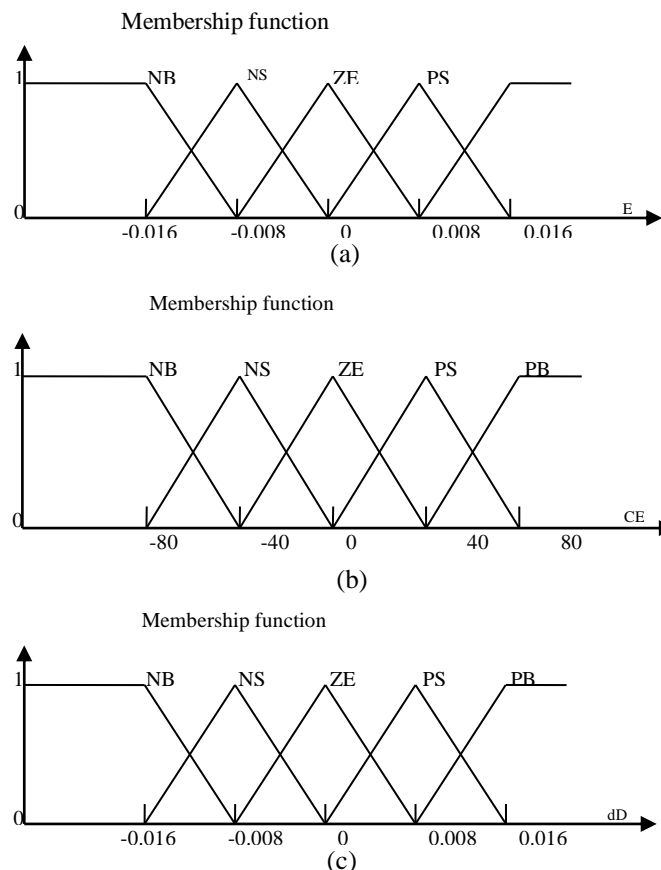 Membership function
1 NB NS ZE PS
0 E
-0.016 -0.008 0 0.008 0.016
(a)
Membership function
1 NB NS ZE PS PB
0 CE
-80 -40 0 40 80
(b)
Membership function
1 NB NS ZE PS PB
0 dD
-0.016 -0.008 0 0.008 0.016
(c)